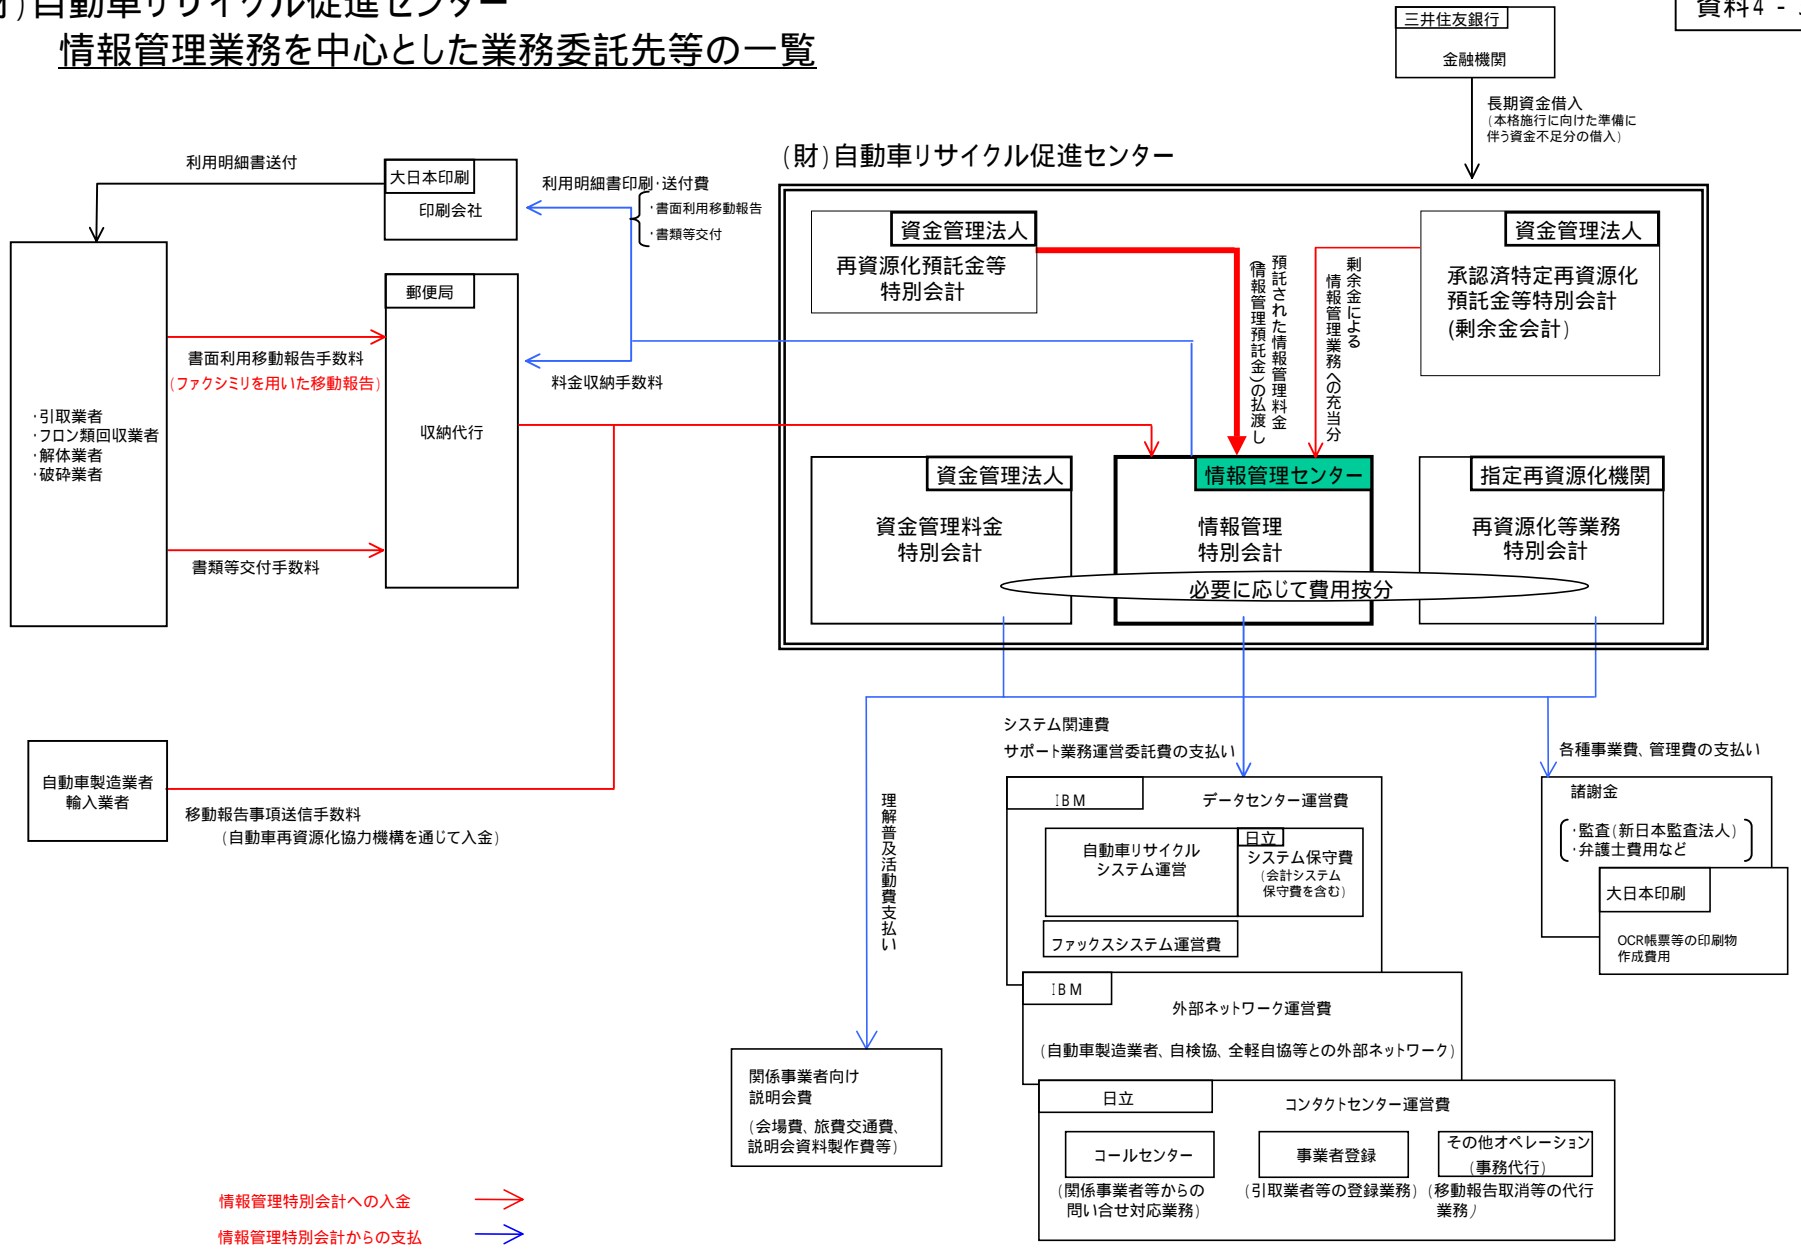 )自動車リサイクル促進センター
情報管理業務を中心とした業務委託先等の一覧
資料4 -
三井住友銀行
金融機関
長期資金借入
(本格施行に向けた準備に
伴う資金不足分の借入)
(財)自動車リサイクル促進センター
利用明細書送付
大日本印刷
印刷会社
利用明細書印刷・送付費
・書面利用移動報告
・書類等交付
資金管理法人
再資源化預託金等
特別会計
預託された情報管理料金
(情報管理預託金)の払渡し
剰余金による
情報管理業務への充当分
資金管理法人
承認済特定再資源化
預託金等特別会計
(剰余金会計)
郵便局
収納代行
書面利用移動報告手数料
(ファクシミリを用いた移動報告)
料金収納手数料
・引取業者
・フロン類回収業者
・解体業者
・破砕業者
書類等交付手数料
資金管理法人
資金管理料金
特別会計
情報管理センター
情報管理
特別会計
指定再資源化機関
再資源化等業務
特別会計
必要に応じて費用按分
自動車製造業者
輸入業者
移動報告事項送信手数料
(自動車再資源化協力機構を通じて入金)
システム関連費
サポート業務運営委託費の支払い
各種事業費、管理費の支払い
理解普及活動費支払い
IBM
データセンター運営費
自動車リサイクル
システム運営
日立
システム保守費
(会計システム
保守費を含む)
ファックスシステム運営費
諸謝金
・監査(新日本監査法人)
・弁護士費用など
大日本印刷
OCR帳票等の印刷物
作成費用
IBM
外部ネットワーク運営費
(自動車製造業者、自検協、全軽自協等との外部ネットワーク)
関係事業者向け
説明会費
(会場費、旅費交通費、
説明会資料製作費等)
日立
コンタクトセンター運営費
コールセンター
(関係事業者等からの
問い合せ対応業務)
事業者登録
(引取業者等の登録業務)
その他オペレーション
(事務代行)
(移動報告取消等の代行
業務)
情報管理特別会計への入金
情報管理特別会計からの支払